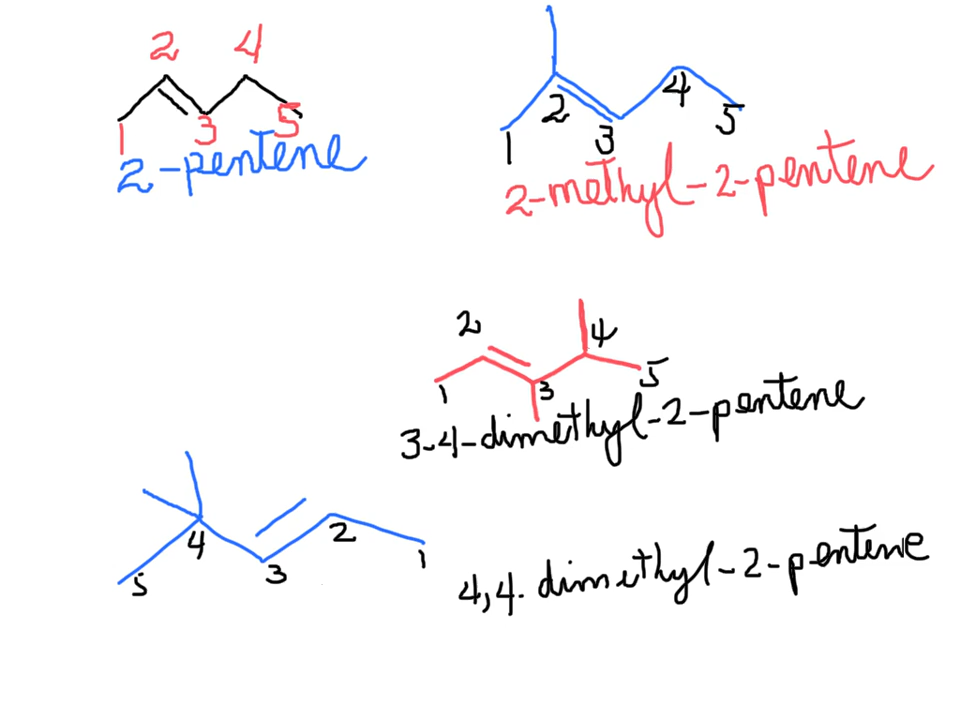 2 4
1 3 5
2-pentene
2 4
1 3 5
2-methyl-2-pentene
2 4
1 3 5
3-4-dimethyl-2-pentene
4 2
5 3 1
4,4-dimethyl-2-pentene